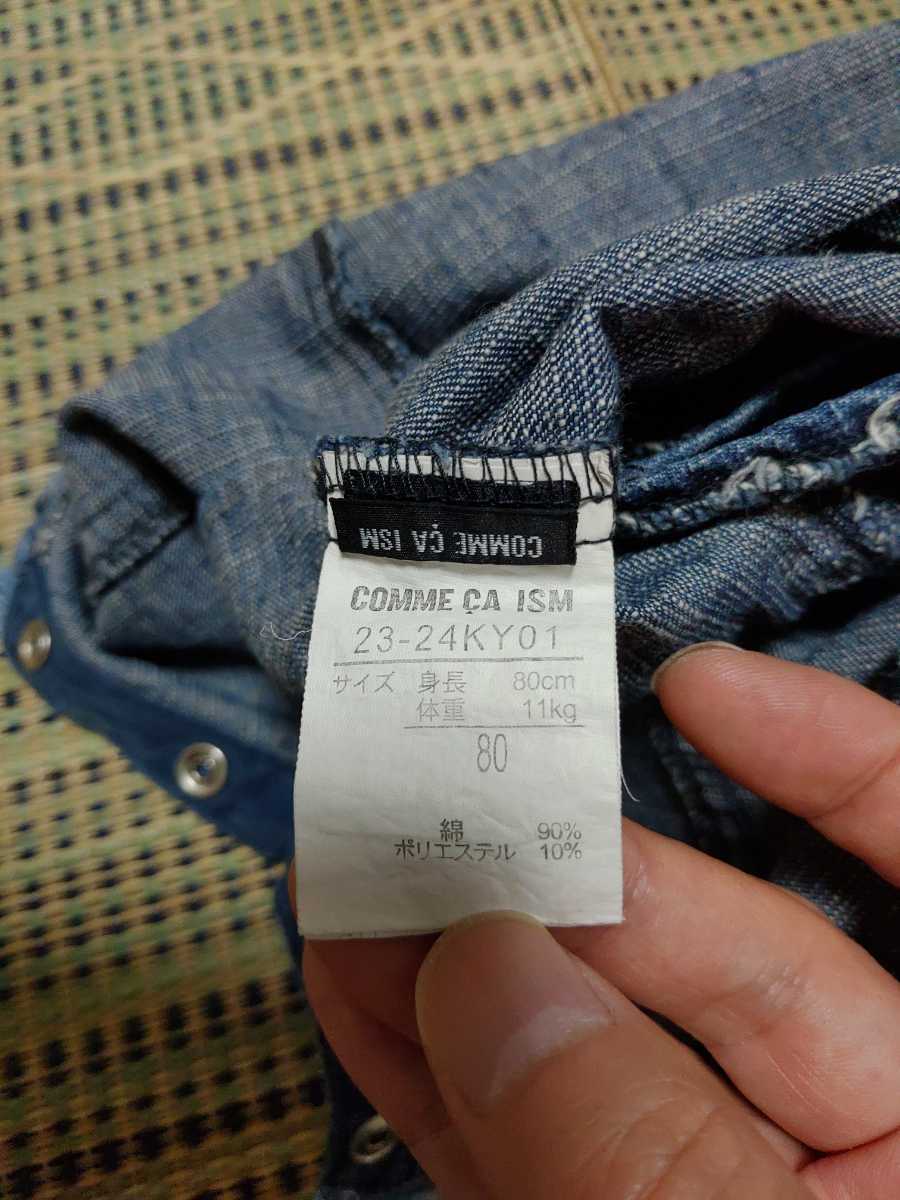 COMME ÇA ISM
COMME ÇA ISM
23-24KY01
サイズ 身長 80cm
体重 11kg
80
綿 90%
ポリエステル 10%